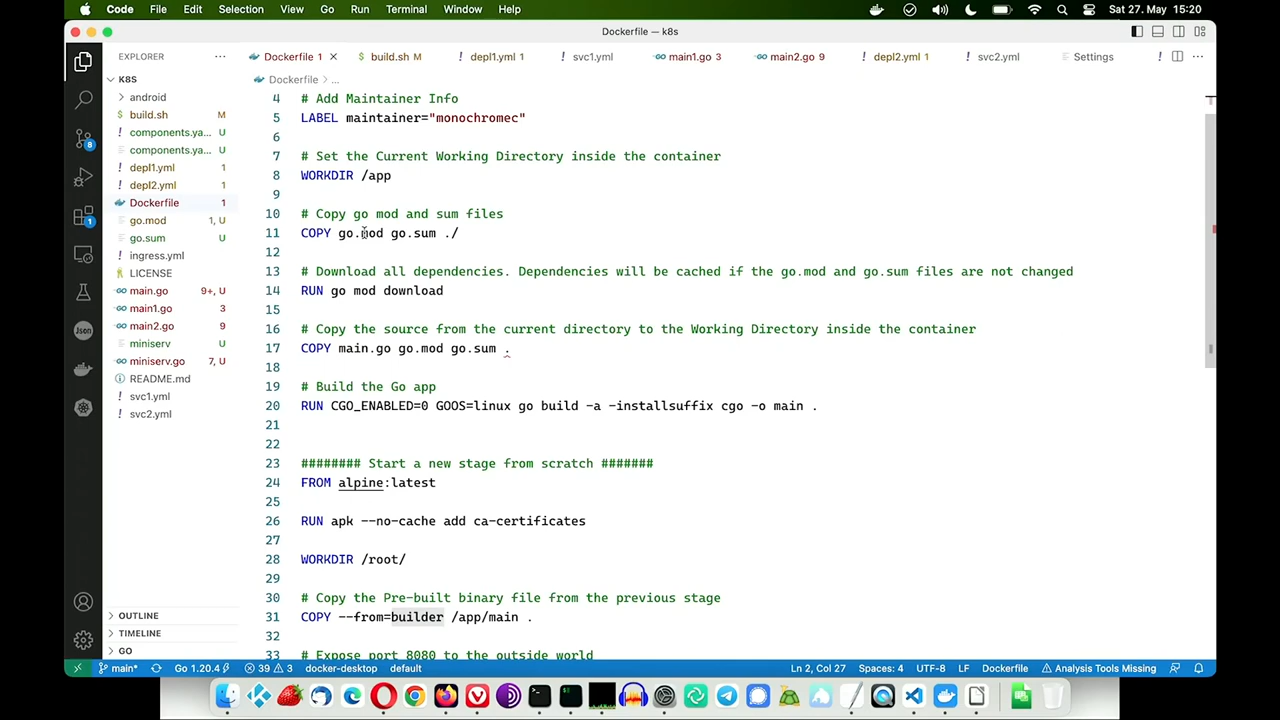 Code File Edit Selection View Go Run Terminal Window Help Sat 27. May 15:20
Dockerfile — k8s
EXPLORER ···
Dockerfile 1 build.sh M ! depl1.yml 1 ! svc1.yml main1.go 3 main2.go 9 ! depl2.yml 1 ! svc2.yml Settings ! ···
K8S
Dockerfile > ...
android
$ build.sh M
! components.ya... U
components.ya... U
! depl1.yml 1
! depl2.yml 1
Dockerfile 1
go.mod 1, U
go.sum U
! ingress.yml
LICENSE
main.go 9+, U
main1.go 3
main2.go 9
miniserv U
miniserv.go 7, U
README.md
! svc1.yml
! svc2.yml
8
1
Json
OUTLINE
TIMELINE
GO
4 # Add Maintainer Info
5 LABEL maintainer="monochromec"
6
7 # Set the Current Working Directory inside the container
8 WORKDIR /app
9
10 # Copy go mod and sum files
11 COPY go.mod go.sum ./
12
13 # Download all dependencies. Dependencies will be cached if the go.mod and go.sum files are not changed
14 RUN go mod download
15
16 # Copy the source from the current directory to the Working Directory inside the container
17 COPY main.go go.mod go.sum .
18
19 # Build the Go app
20 RUN CGO_ENABLED=0 GOOS=linux go build -a -installsuffix cgo -o main .
21
22
23 ######## Start a new stage from scratch #######
24 FROM alpine:latest
25
26 RUN apk --no-cache add ca-certificates
27
28 WORKDIR /root/
29
30 # Copy the Pre-built binary file from the previous stage
31 COPY --from=builder /app/main .
32
33 # Expose port 8080 to the outside world
main* Go 1.20.4 39 3 docker-desktop default Ln 2, Col 27 Spaces: 4 UTF-8 LF Dockerfile Analysis Tools Missing